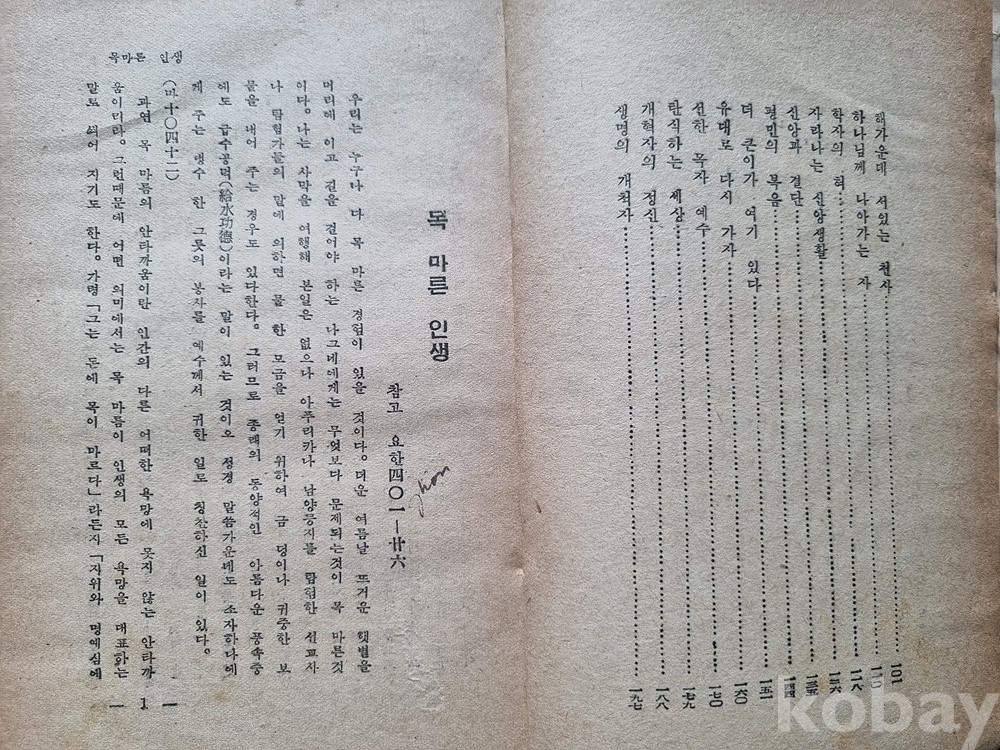 해가운데 서있는 천사……一〇一
하나님께 나아가는 자……一一〇
학자의 혀……一一八
자라나는 신앙생활……一二六
신앙과 결단……一三五
평민의 복음……一四四
더 큰이가 여기 있다……一五一
유대로 다시 가자……一六〇
선한 목자 예수……一七〇
탄식하는 세상……一七九
개혁자의 정신……一八八
생명의 개척자……一九七
목 마른 인생
참고 요한四〇一—廿六
우리는 누구나 다 목 마른 경험이 있을 것이다. 더운 여름날 뜨거운 햇볕을
머리에 이고 길을 걸어야 하는 나그네에게는 무엇보다 문제되는것이 목 마른것
이다. 나는 사막을 여행해 본일은 없으나 아푸리카나 남양등지를 탐험한 선교사
나 탐험가들의 말에 의하면 물 한 모금을 얻기 위하여 금 덩이나 귀중한 보
물을 내어 주는 경우도 있다한다. 그러므로 종래의 동양적인 아름다운 풍속중
에도 급수공덕(給水功德)이라는 말이 있는 것이오 성경 말씀가운데도 소자하나에
게 주는 냉수 한 그릇의 봉사를 예수께서 귀한 일로 칭찬하신 일이 있다.
(마十〇四十二)
과연 목 마름의 안타까움이란 인간의 다른 어떠한 욕망에 못지 않는 안타까
움이리라. 그런때문에 어떤 의미에서는 목 마름이 인생의 모든 욕망을 대표하는
말로 씌어 지기도 한다. 가령 「그는 돈에 목이 마르다」라든지 「지위와 명예심에
목마른 인생
— 1 —
kobay